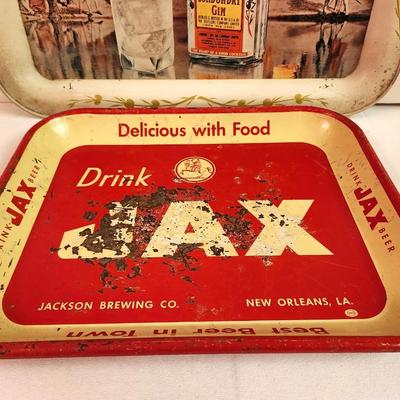 GIN
Delicious with Food
Drink
JAX
DRINK JAX BEER
DRINK JAX BEER
JACKSON BREWING CO.
NEW ORLEANS, LA.
Best Beer in Town